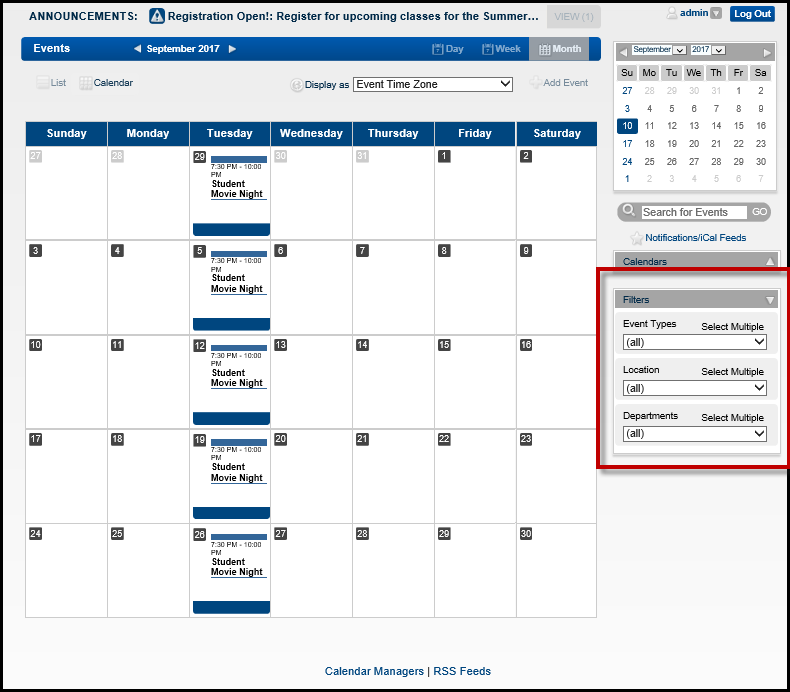 ANNOUNCEMENTS: Registration Open!: Register for upcoming classes for the Summer... VIEW (1)
admin Log Out
Events September 2017 Day Week Month
List Calendar Display as Event Time Zone Add Event
Sunday Monday Tuesday Wednesday Thursday Friday Saturday
27 28 29 30 31 1 2
7:30 PM - 10:00
PM
Student
Movie Night
3 4 5 6 7 8 9
7:30 PM - 10:00
PM
Student
Movie Night
10 11 12 13 14 15 16
7:30 PM - 10:00
PM
Student
Movie Night
17 18 19 20 21 22 23
7:30 PM - 10:00
PM
Student
Movie Night
24 25 26 27 28 29 30
7:30 PM - 10:00
PM
Student
Movie Night
September 2017
Su Mo Tu We Th Fr Sa
27 28 29 30 31 1 2
3 4 5 6 7 8 9
10 11 12 13 14 15 16
17 18 19 20 21 22 23
24 25 26 27 28 29 30
1 2 3 4 5 6 7
Search for Events GO
Notifications/iCal Feeds
Calendars
Filters
Event Types Select Multiple
(all)
Location Select Multiple
(all)
Departments Select Multiple
(all)
Calendar Managers | RSS Feeds